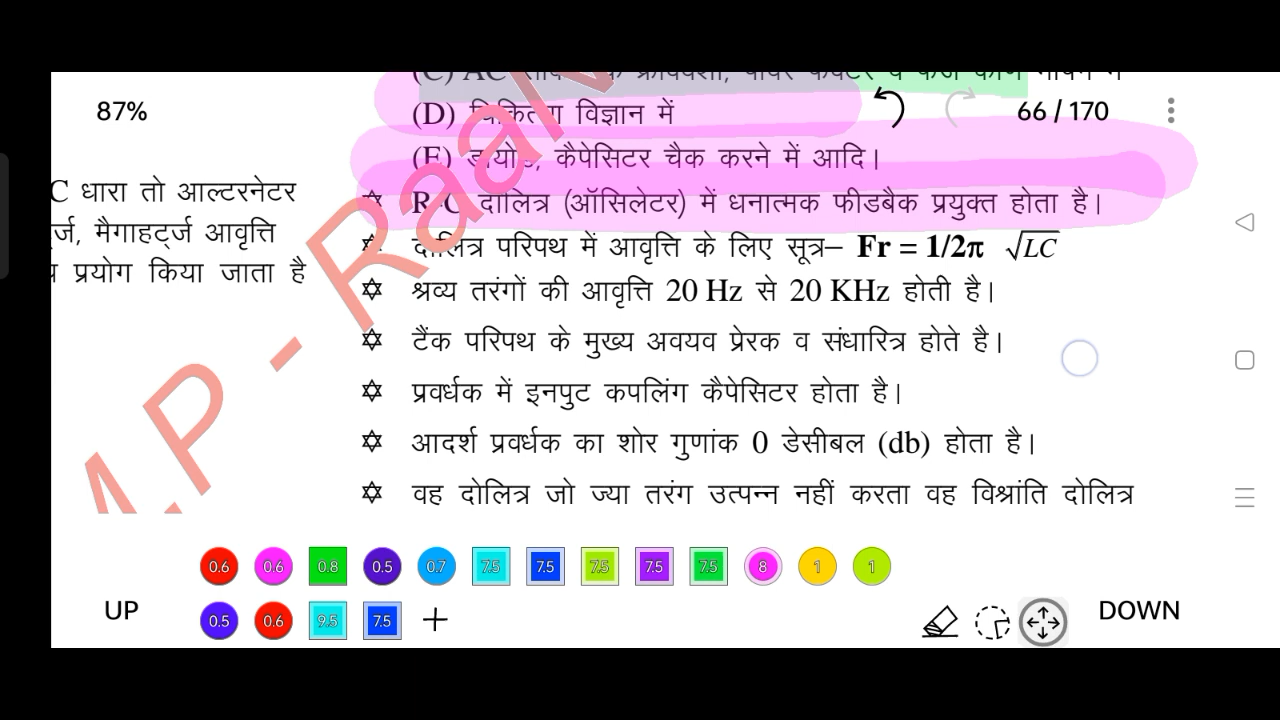 (C) AC
87%
(D) चिकित्सा विज्ञान में
66 / 170
(E) डायोड, कैपेसिटर चैक करने में आदि।
C धारा तो आल्टरनेटर
R-C दोलित्र (ऑसिलेटर) में धनात्मक फीडबैक प्रयुक्त होता है।
र्ज, मैगाहर्ट्ज आवृत्ति
दोलित्र परिपथ में आवृत्ति के लिए सूत्र– Fr = 1/2π √LC
प्रयोग किया जाता है
✡ श्रव्य तरंगों की आवृत्ति 20 Hz से 20 KHz होती है।
✡ टैंक परिपथ के मुख्य अवयव प्रेरक व संधारित्र होते है।
✡ प्रवर्धक में इनपुट कपलिंग कैपेसिटर होता है।
✡ आदर्श प्रवर्धक का शोर गुणांक 0 डेसीबल (db) होता है।
✡ वह दोलित्र जो ज्या तरंग उत्पन्न नहीं करता वह विश्रांति दोलित्र
M.P - Raan
0.6 0.6 0.8 0.5 0.7 7.5 7.5 7.5 7.5 7.5 8 1 1
UP 0.5 0.6 9.5 7.5 + DOWN